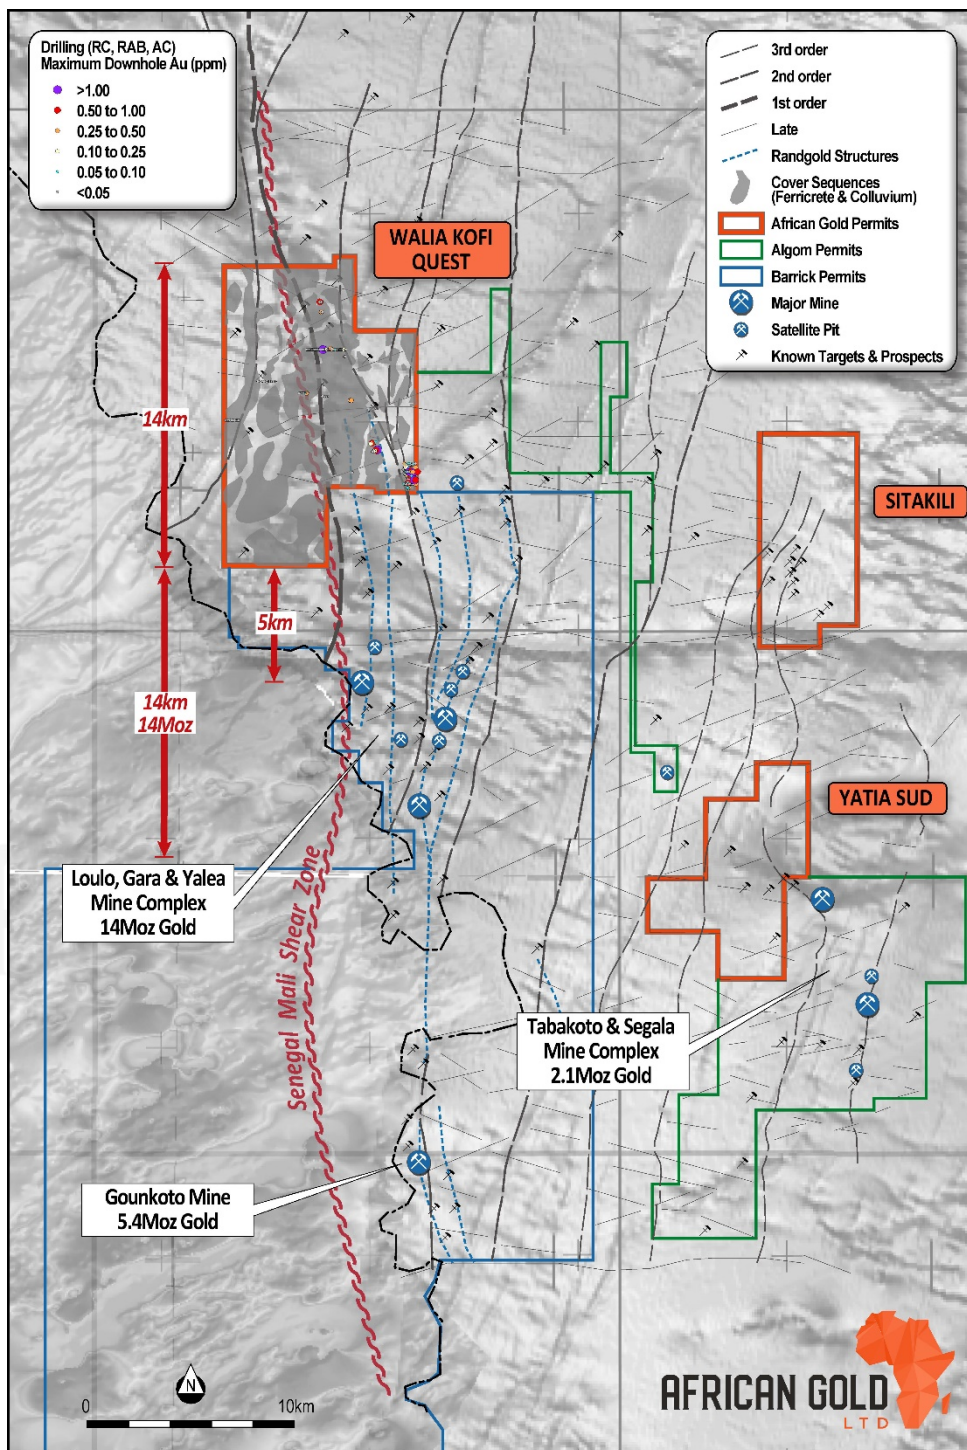 Drilling (RC, RAB, AC)
Maximum Downhole Au (ppm)
>1.00
0.50 to 1.00
0.25 to 0.50
0.10 to 0.25
0.05 to 0.10
<0.05
3rd order
2nd order
1st order
Late
Randgold Structures
Cover Sequences
(Ferricrete & Colluvium)
African Gold Permits
Algom Permits
Barrick Permits
Major Mine
Satellite Pit
Known Targets & Prospects
WALIA KOFI
QUEST
14km
SITAKILI
5km
14km
14Moz
YATIA SUD
Loulo, Gara & Yalea
Mine Complex
14Moz Gold
Senegal Mali Shear Zone
Tabakoto & Segala
Mine Complex
2.1Moz Gold
Gounkoto Mine
5.4Moz Gold
N
0
10km
AFRICAN GOLD
LTD